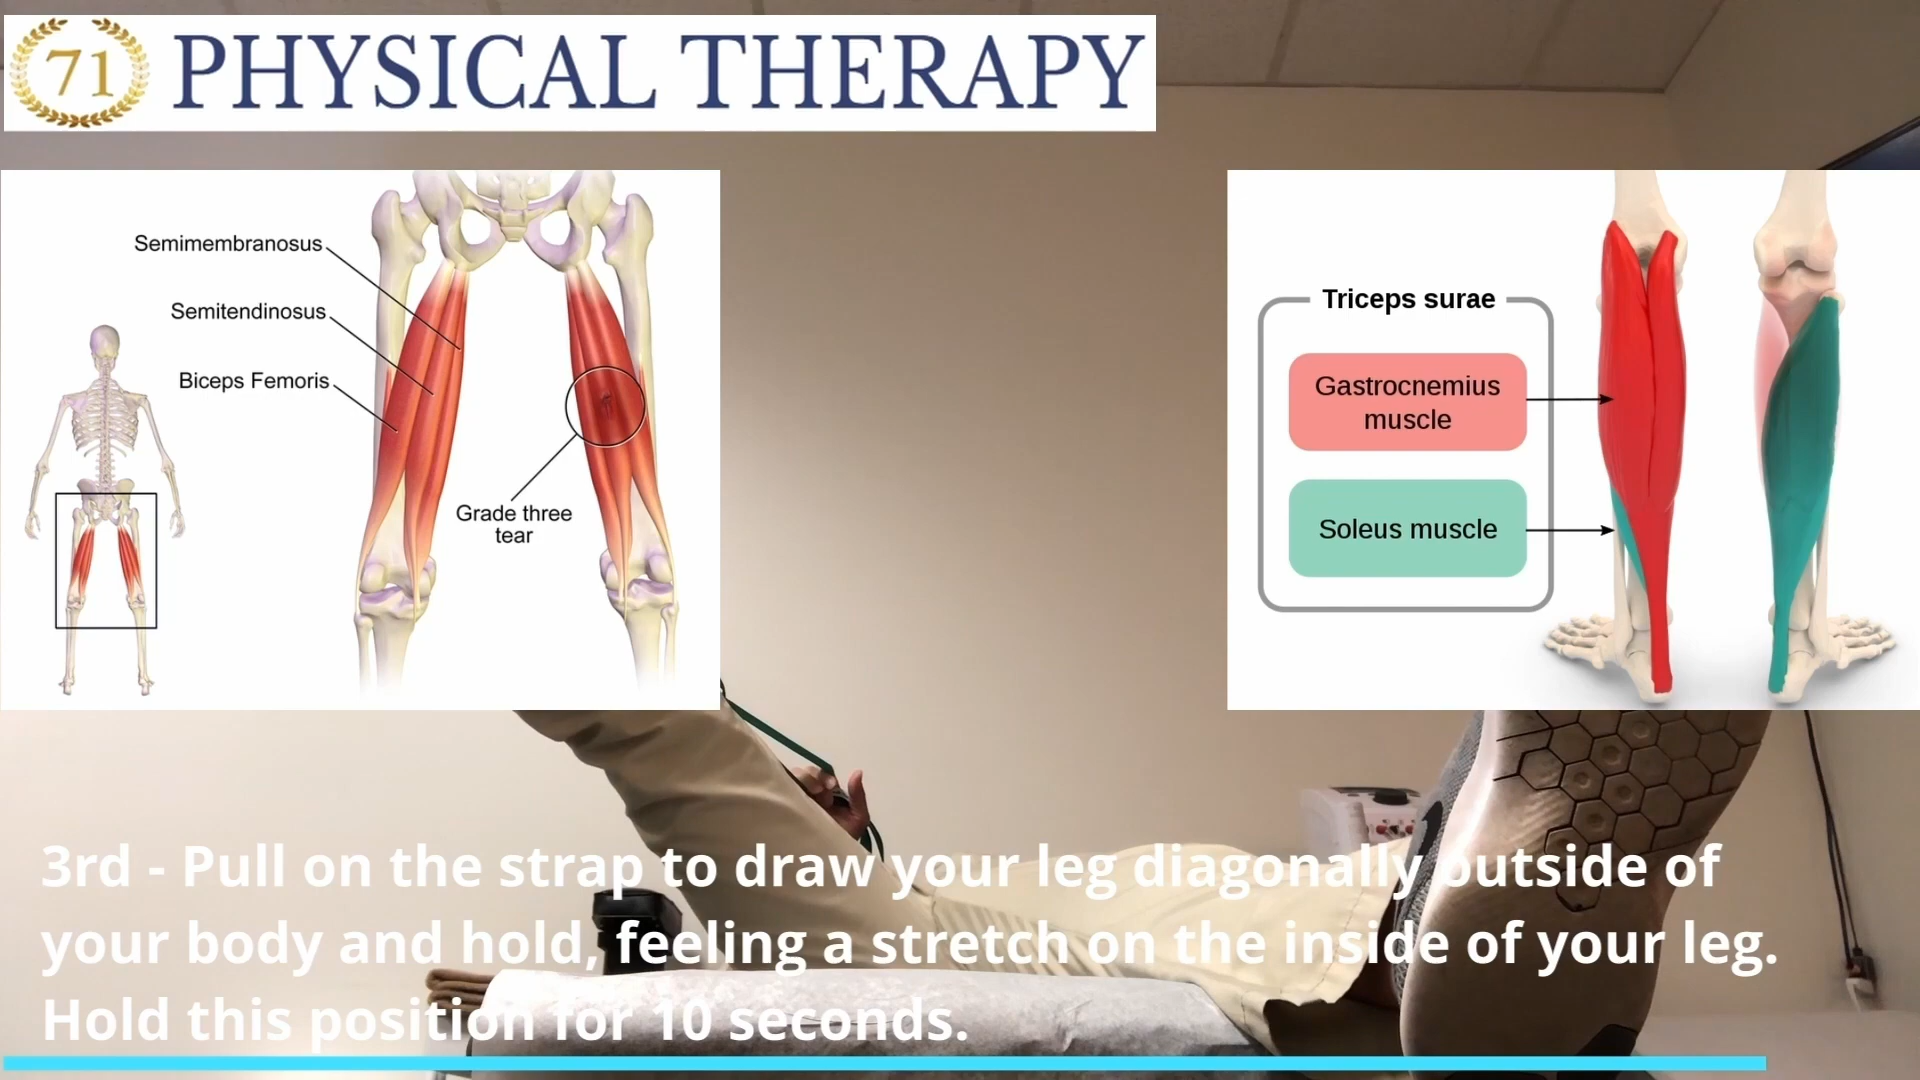 71 PHYSICAL THERAPY
Semimembranosus
Semitendinosus
Biceps Femoris
Grade three
tear
Triceps surae
Gastrocnemius
muscle
Soleus muscle
3rd - Pull on the strap to draw your leg diagonally outside of
your body and hold, feeling a stretch on the inside of your leg.
Hold this position for 10 seconds.